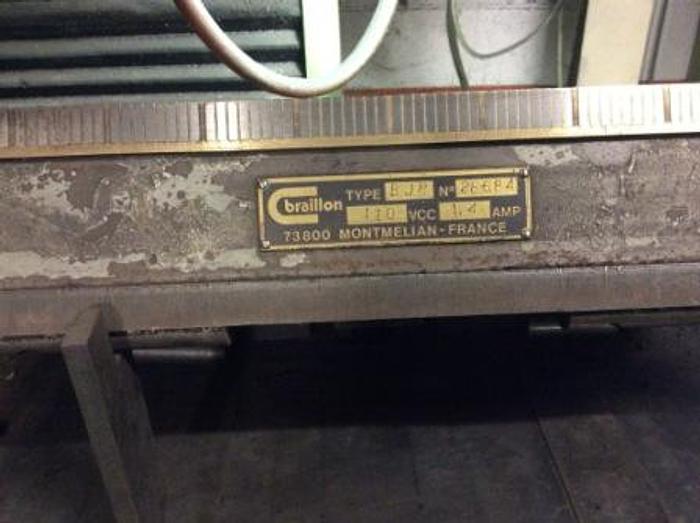 braillon TYPE BJP N° 26684
110 VCC 1,4 AMP
73800 MONTMELIAN-FRANCE